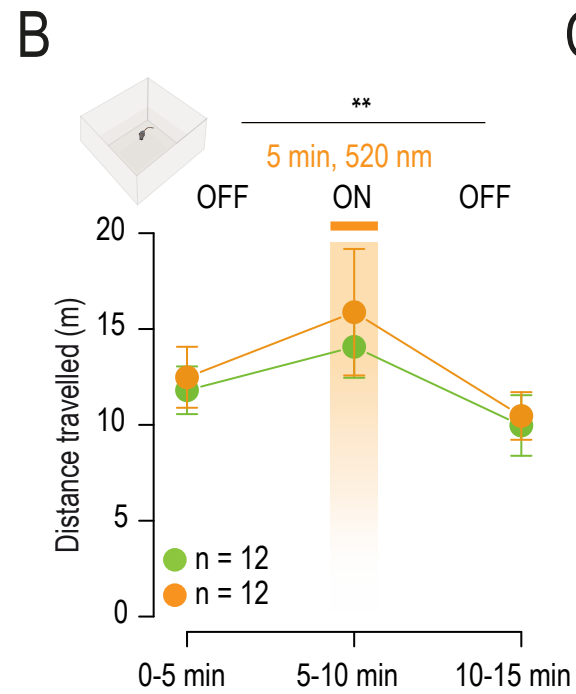 B
**
5 min, 520 nm
OFF ON OFF
20
15
10
5
0
Distance travelled (m)
n = 12
n = 12
0-5 min 5-10 min 10-15 min